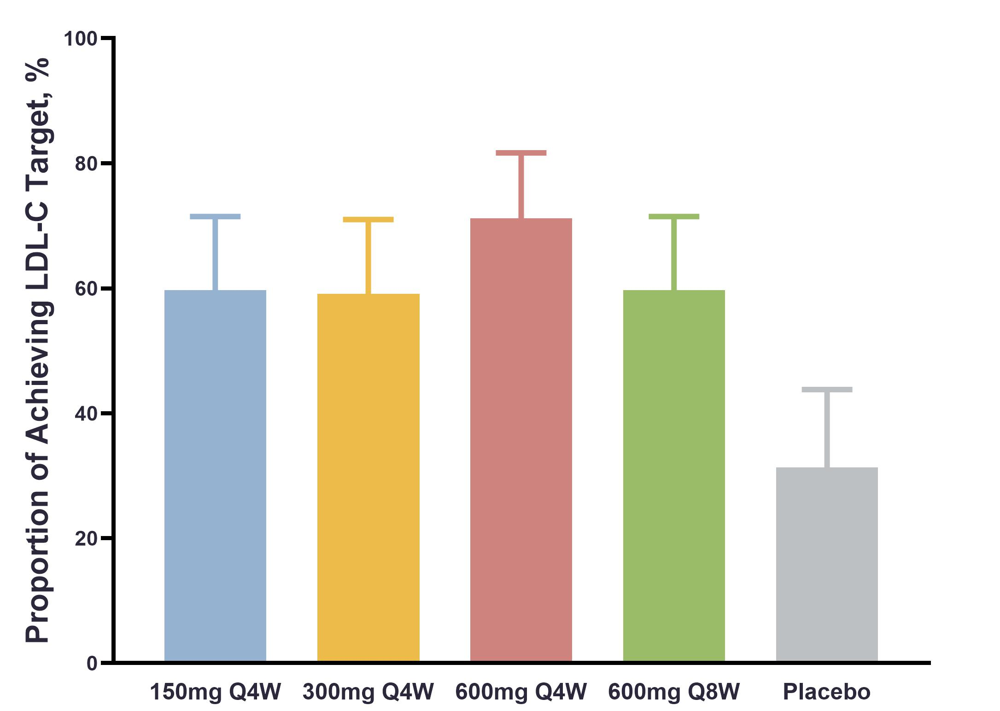 Proportion of Achieving LDL-C Target, %
100
80
60
40
20
0
150mg Q4W
300mg Q4W
600mg Q4W
600mg Q8W
Placebo